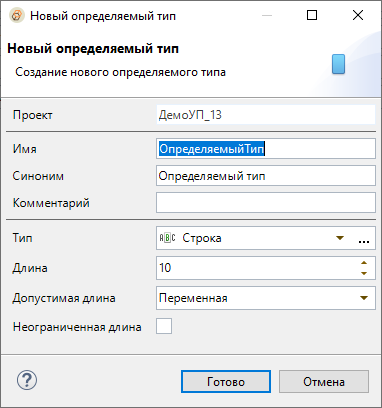 Новый определяемый тип
Новый определяемый тип
Создание нового определяемого типа
Проект ДемоУП_13
Имя ОпределяемыйТип
Синоним Определяемый тип
Комментарий
Тип ABC Строка ...
Длина 10
Допустимая длина Переменная
Неограниченная длина
? Готово Отмена